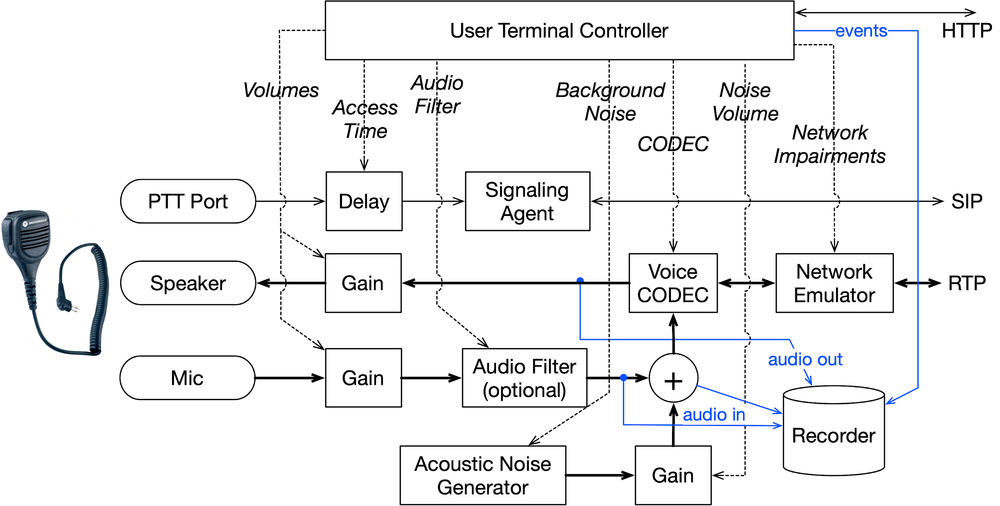 User Terminal Controller
events
HTTP
Volumes
Access
Time
Audio
Filter
Background
Noise
CODEC
Noise
Volume
Network
Impairments
PTT Port
Delay
Signaling
Agent
SIP
MOTOROLA
Speaker
Gain
Voice
CODEC
Network
Emulator
RTP
Mic
Gain
Audio Filter
(optional)
+
audio out
audio in
Recorder
Acoustic Noise
Generator
Gain